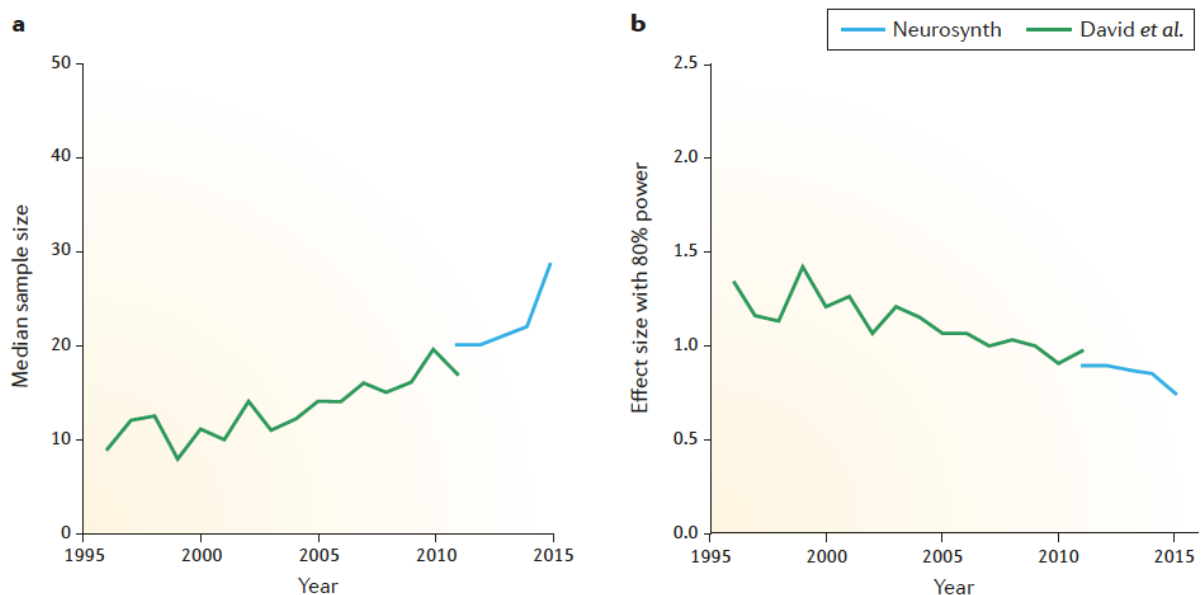 a
50
40
30
20
10
0
Median sample size
1995 2000 2005 2010 2015
Year
b
Neurosynth David et al.
2.5
2.0
1.5
1.0
0.5
0.0
Effect size with 80% power
1995 2000 2005 2010 2015
Year